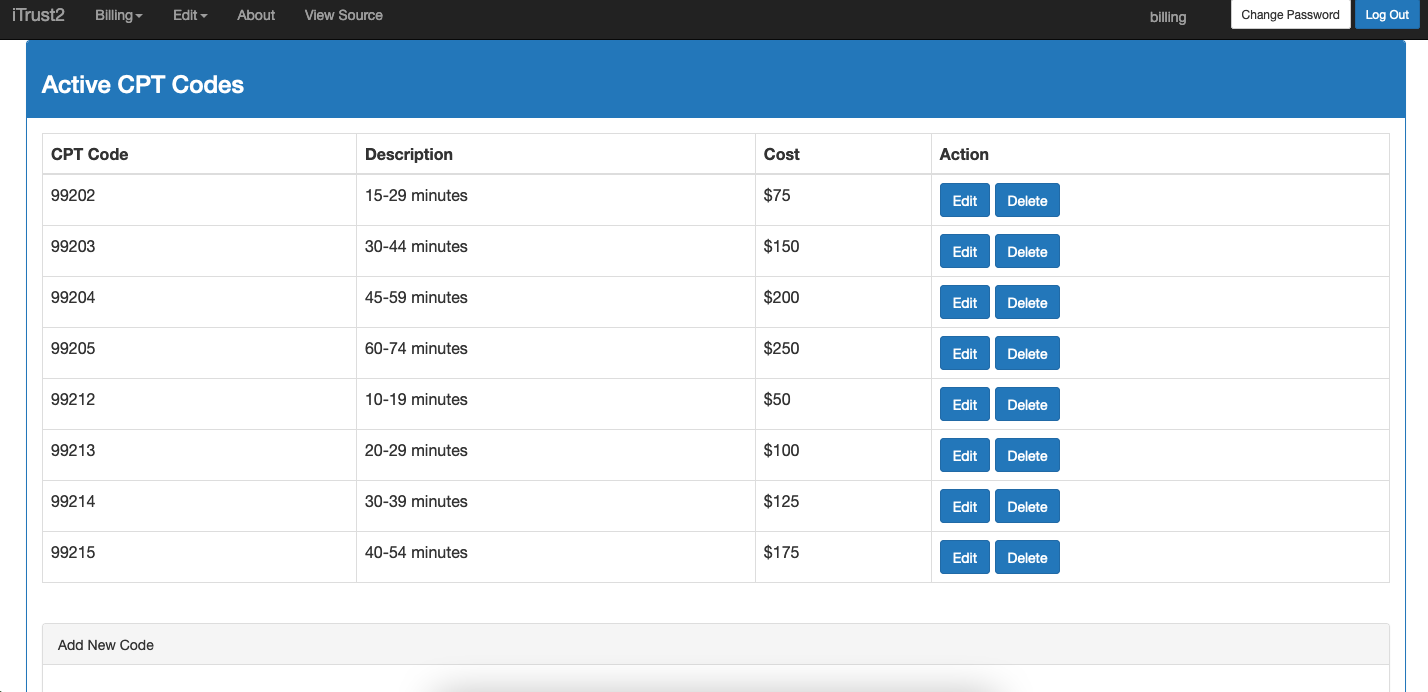 iTrust2 Billing Edit About View Source billing Change Password Log Out
Active CPT Codes
CPT Code Description Cost Action
99202 15-29 minutes $75 Edit Delete
99203 30-44 minutes $150 Edit Delete
99204 45-59 minutes $200 Edit Delete
99205 60-74 minutes $250 Edit Delete
99212 10-19 minutes $50 Edit Delete
99213 20-29 minutes $100 Edit Delete
99214 30-39 minutes $125 Edit Delete
99215 40-54 minutes $175 Edit Delete
Add New Code